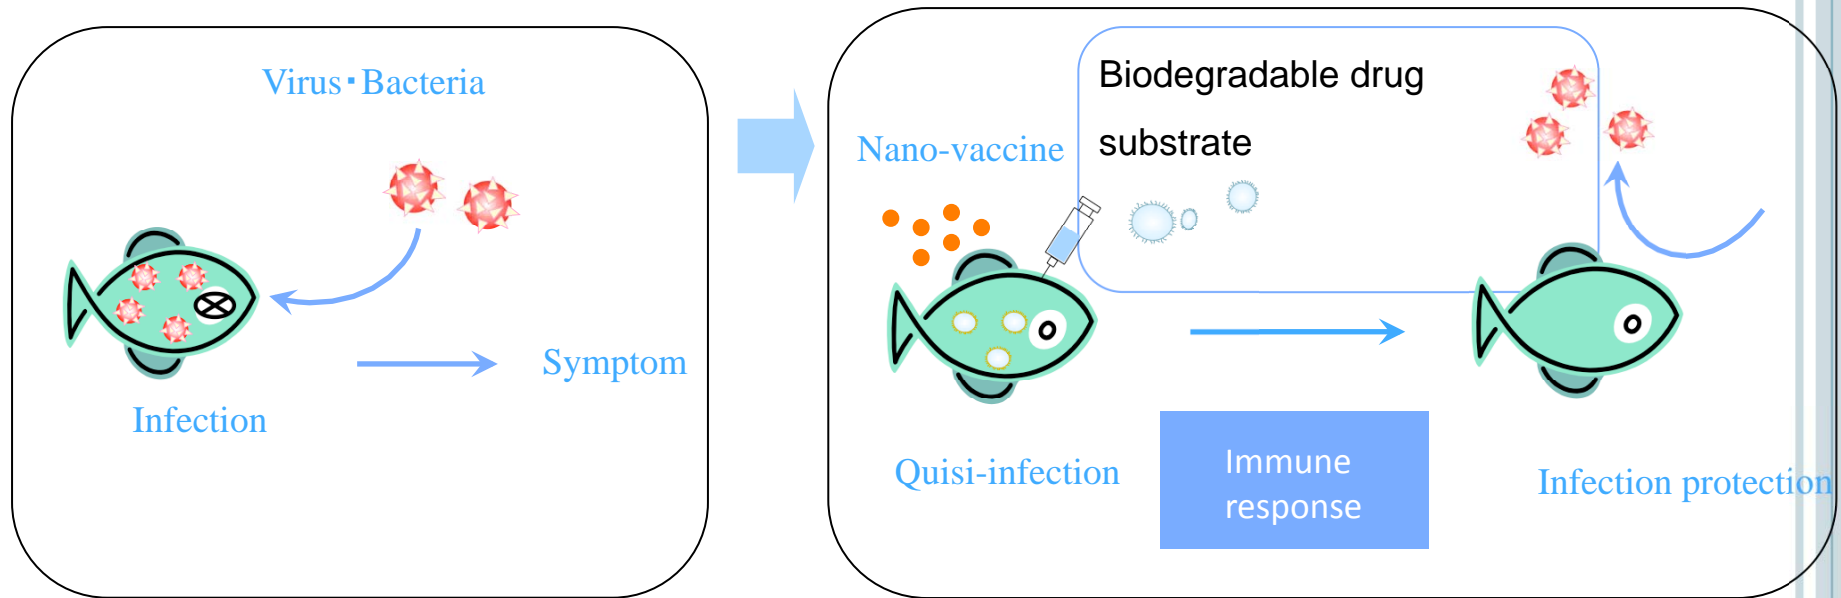 Virus･Bacteria
Infection
Symptom
Nano-vaccine
Biodegradable drug
substrate
Quisi-infection
Immune
response
Infection protection